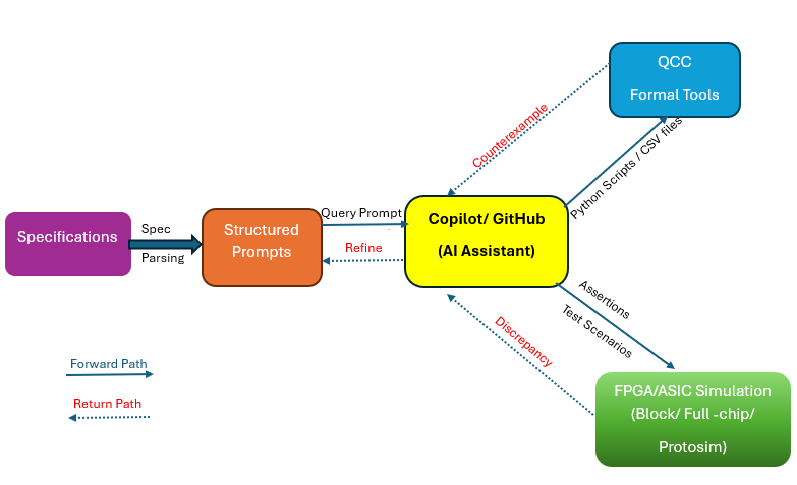 QCC
Formal Tools
Counterexample
Python Scripts / CSV files
Specifications
Spec
Parsing
Structured
Prompts
Query Prompt
Refine
Copilot/ GitHub
(AI Assistant)
Assertions
Test Scenarios
Discrepancy
Forward Path
Return Path
FPGA/ASIC Simulation
(Block/ Full -chip/
Protosim)